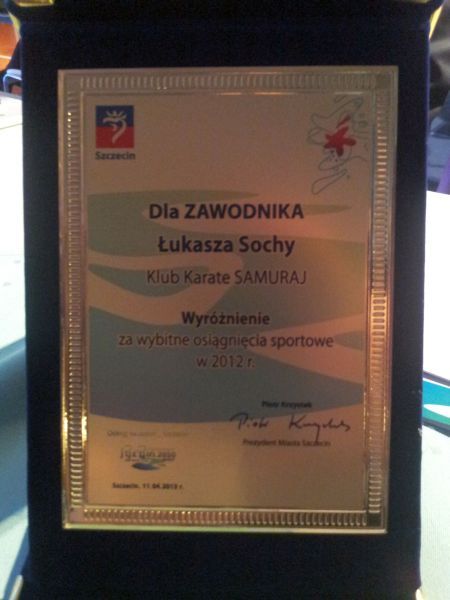 Szczecin
Dla ZAWODNIKA
Łukasza Sochy
Klub Karate SAMURAJ
Wyróżnienie
za wybitne osiągnięcia sportowe
w 2012 r.
Piotr Krzystek
Prezydent Miasta Szczecin
Szczecin, 11.04.2013 r.